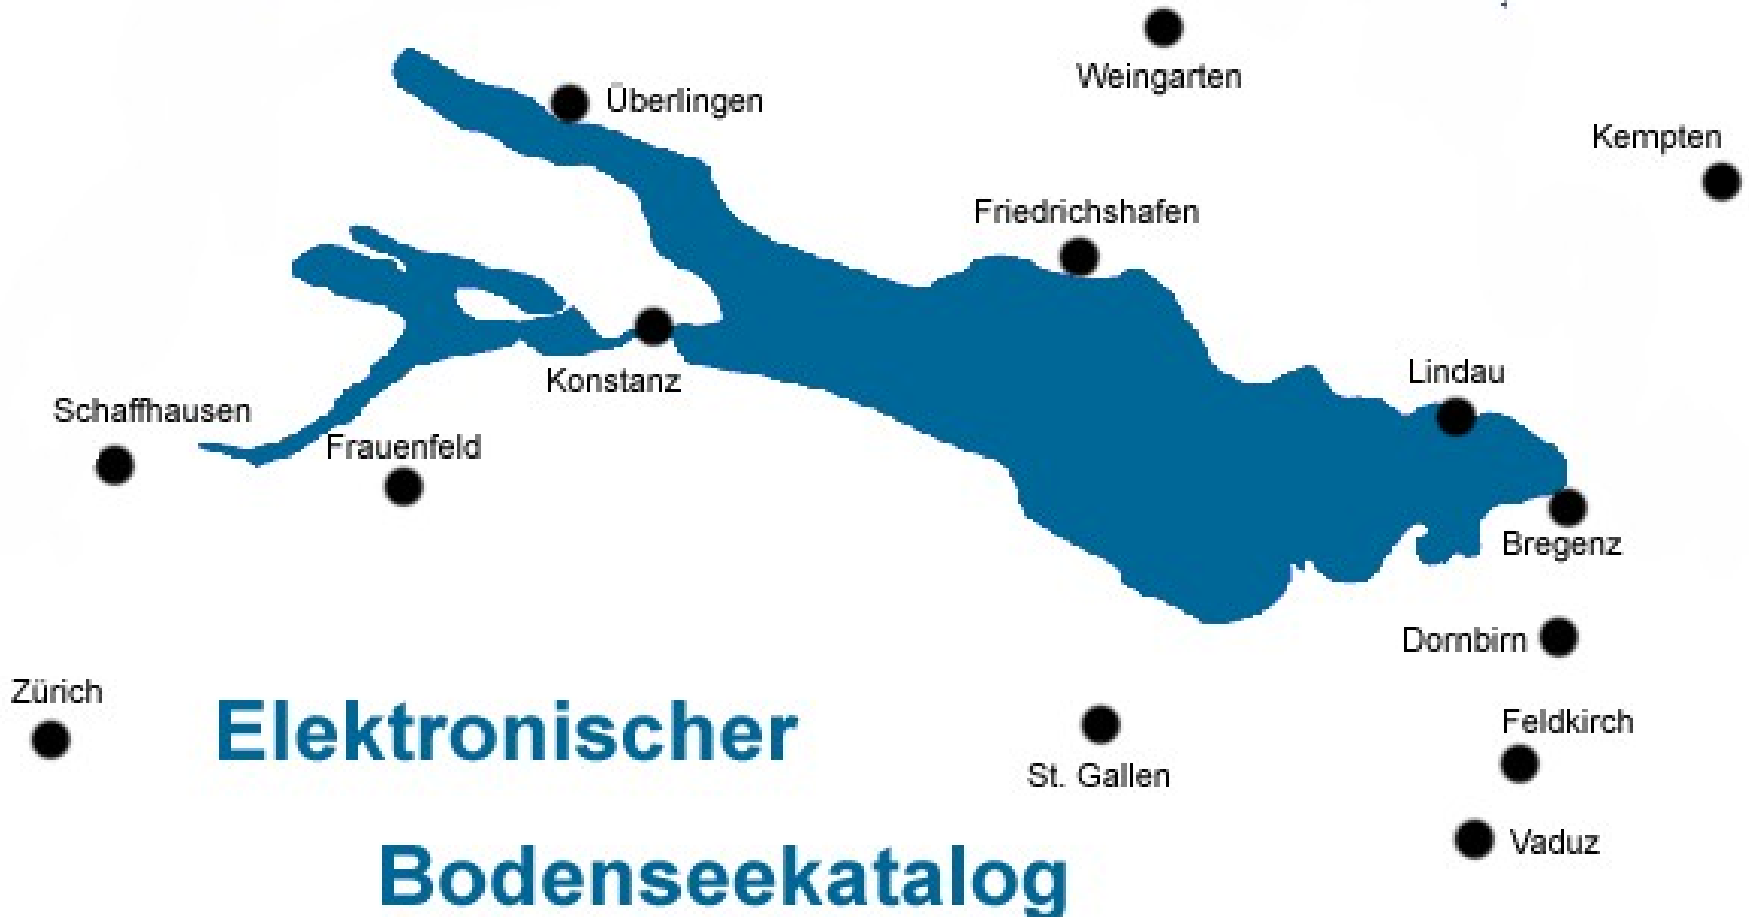 Weingarten
Überlingen
Kempten
Friedrichshafen
Lindau
Konstanz
Schaffhausen
Frauenfeld
Bregenz
Dornbirn
Zürich
Feldkirch
Elektronischer
St. Gallen
Vaduz
Bodenseekatalog